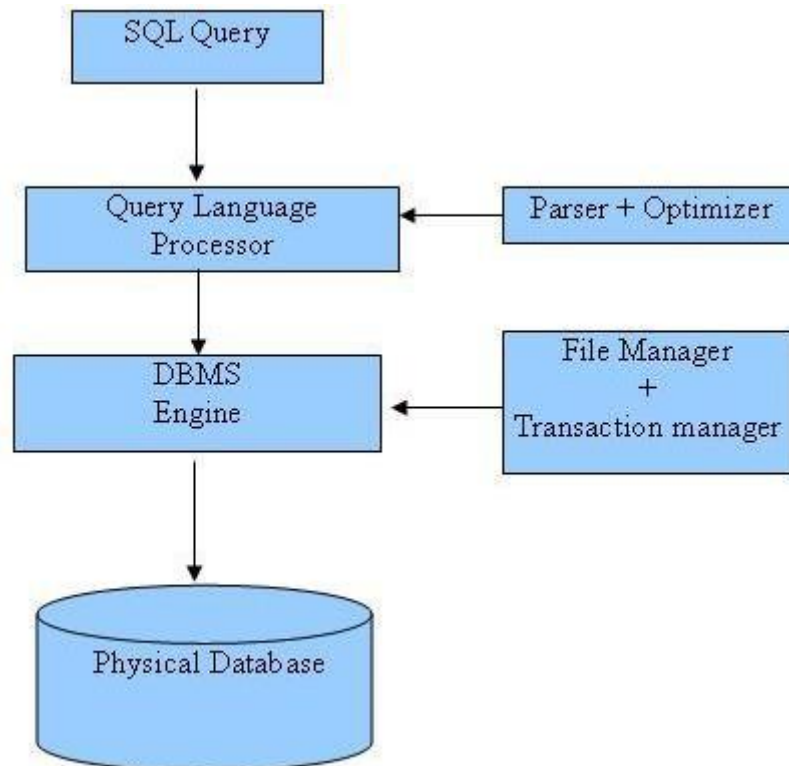 SQL Query
Query Language
Processor
Parser + Optimizer
DBMS
Engine
File Manager
+
Transaction manager
Physical Database